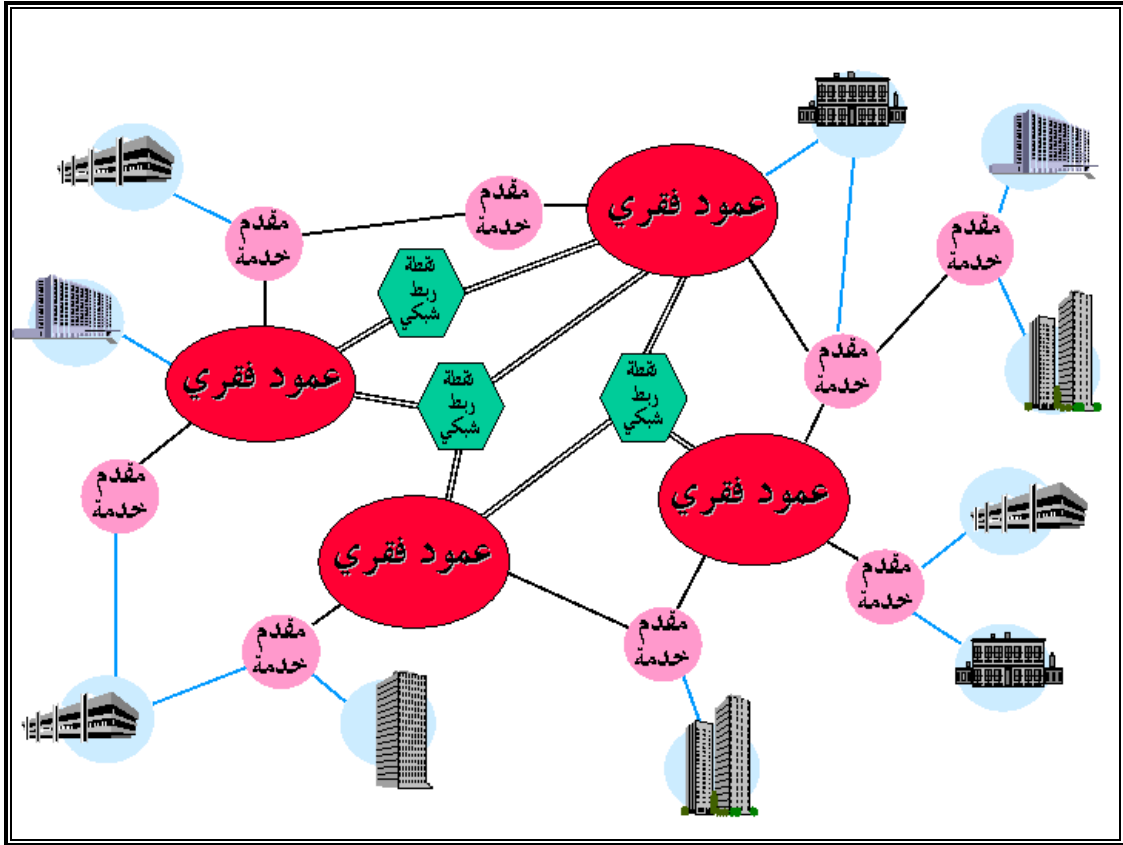 مقدم
خدمة
عمود فقري
مقدم
خدمة
مقدم
خدمة
نقطة
ربط
شبكي
عمود فقري
نقطة
ربط
شبكي
نقطة
ربط
شبكي
مقدم
خدمة
عمود فقري
مقدم
خدمة
عمود فقري
مقدم
خدمة
مقدم
خدمة
مقدم
خدمة